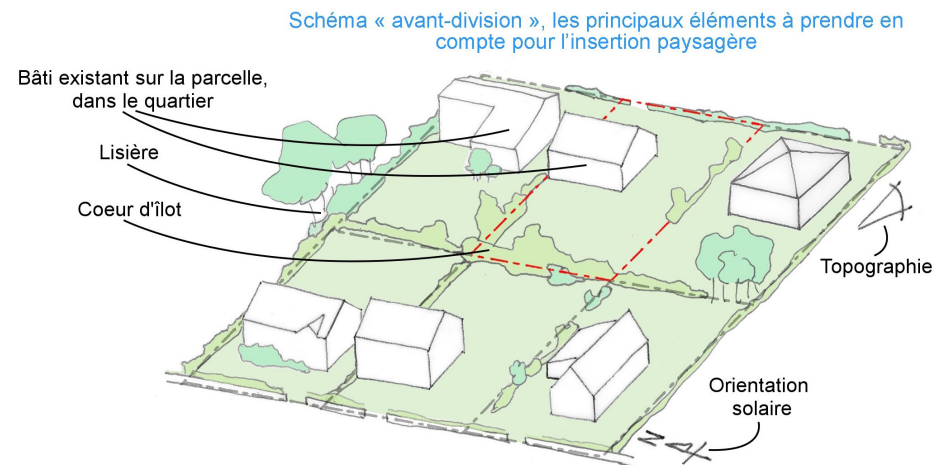 Schéma « avant-division », les principaux éléments à prendre en
compte pour l'insertion paysagère
Bâti existant sur la parcelle,
dans le quartier
Lisière
Coeur d'îlot
Topographie
Orientation
solaire
N